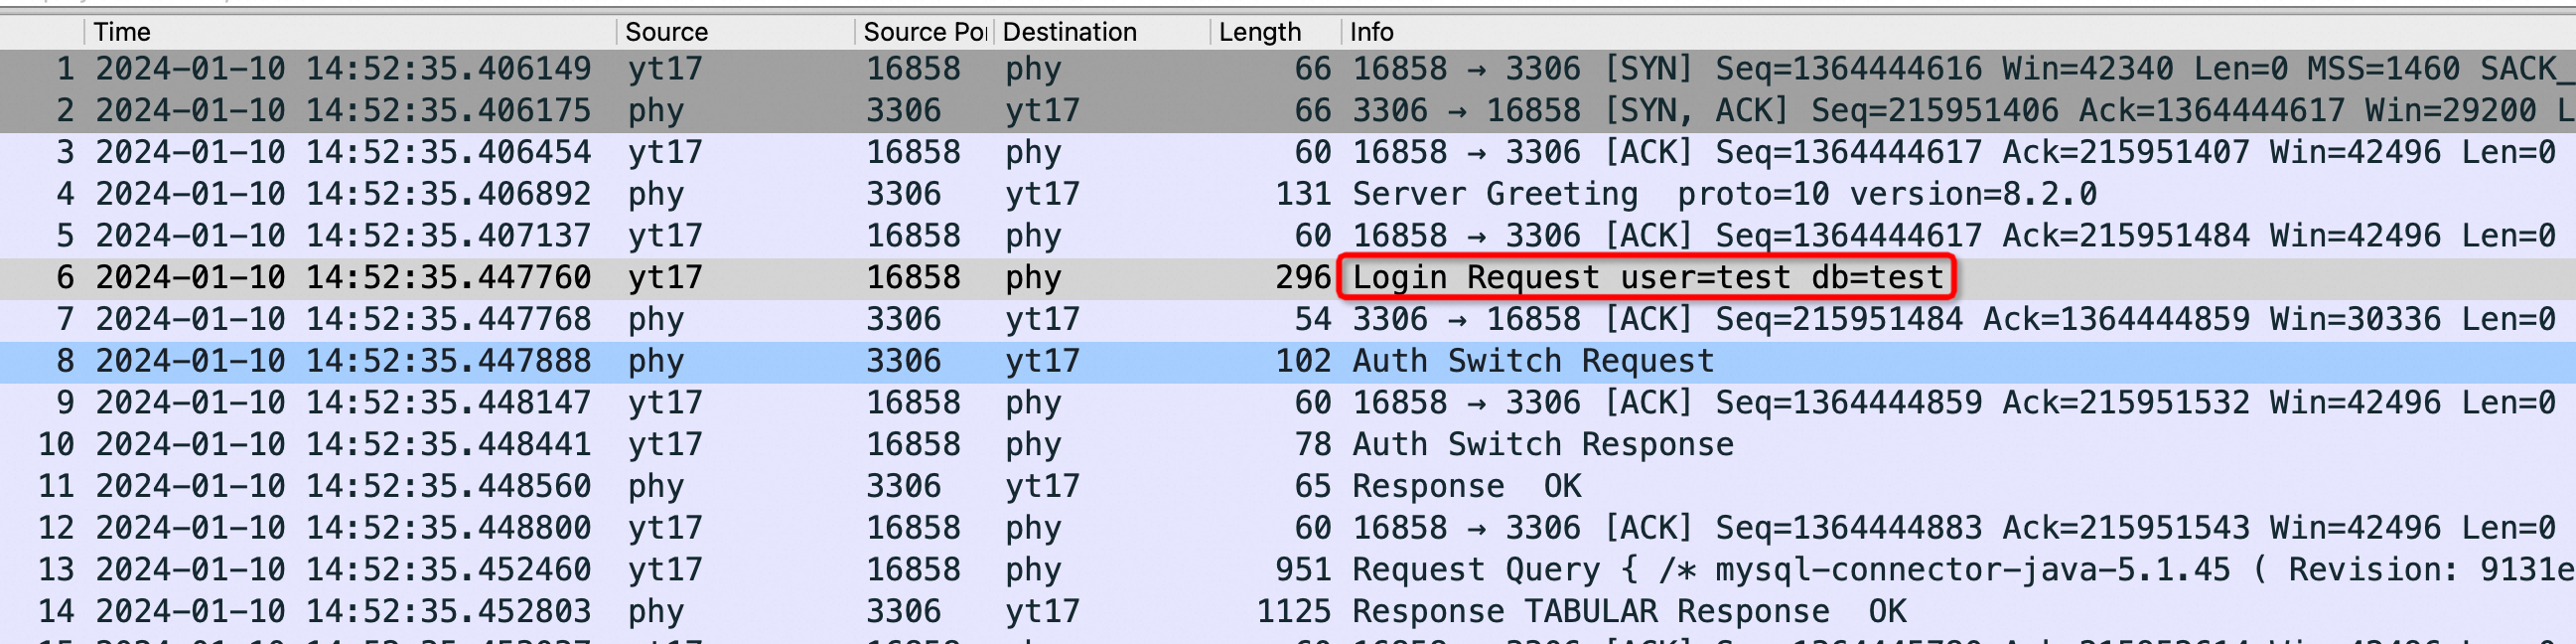 Time Source Source Po Destination Length Info
1 2024-01-10 14:52:35.406149 yt17 16858 phy 66 16858 → 3306 [SYN] Seq=1364444616 Win=42340 Len=0 MSS=1460 SACK_
2 2024-01-10 14:52:35.406175 phy 3306 yt17 66 3306 → 16858 [SYN, ACK] Seq=215951406 Ack=1364444617 Win=29200 L
3 2024-01-10 14:52:35.406454 yt17 16858 phy 60 16858 → 3306 [ACK] Seq=1364444617 Ack=215951407 Win=42496 Len=0
4 2024-01-10 14:52:35.406892 phy 3306 yt17 131 Server Greeting  proto=10 version=8.2.0
5 2024-01-10 14:52:35.407137 yt17 16858 phy 60 16858 → 3306 [ACK] Seq=1364444617 Ack=215951484 Win=42496 Len=0
6 2024-01-10 14:52:35.447760 yt17 16858 phy 296 Login Request user=test db=test
7 2024-01-10 14:52:35.447768 phy 3306 yt17 54 3306 → 16858 [ACK] Seq=215951484 Ack=1364444859 Win=30336 Len=0
8 2024-01-10 14:52:35.447888 phy 3306 yt17 102 Auth Switch Request
9 2024-01-10 14:52:35.448147 yt17 16858 phy 60 16858 → 3306 [ACK] Seq=1364444859 Ack=215951532 Win=42496 Len=0
10 2024-01-10 14:52:35.448441 yt17 16858 phy 78 Auth Switch Response
11 2024-01-10 14:52:35.448560 phy 3306 yt17 65 Response  OK
12 2024-01-10 14:52:35.448800 yt17 16858 phy 60 16858 → 3306 [ACK] Seq=1364444883 Ack=215951543 Win=42496 Len=0
13 2024-01-10 14:52:35.452460 yt17 16858 phy 951 Request Query { /* mysql-connector-java-5.1.45 ( Revision: 9131e
14 2024-01-10 14:52:35.452803 phy 3306 yt17 1125 Response TABULAR Response  OK